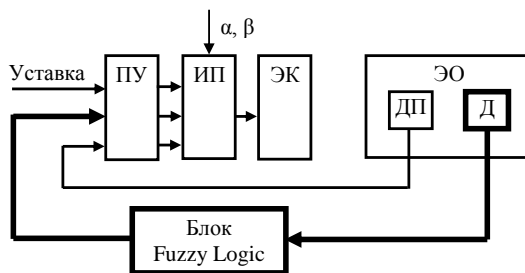 α, β
Уставка
ПУ
ИП
ЭК
ЭО
ДП
Д
Блок
Fuzzy Logic